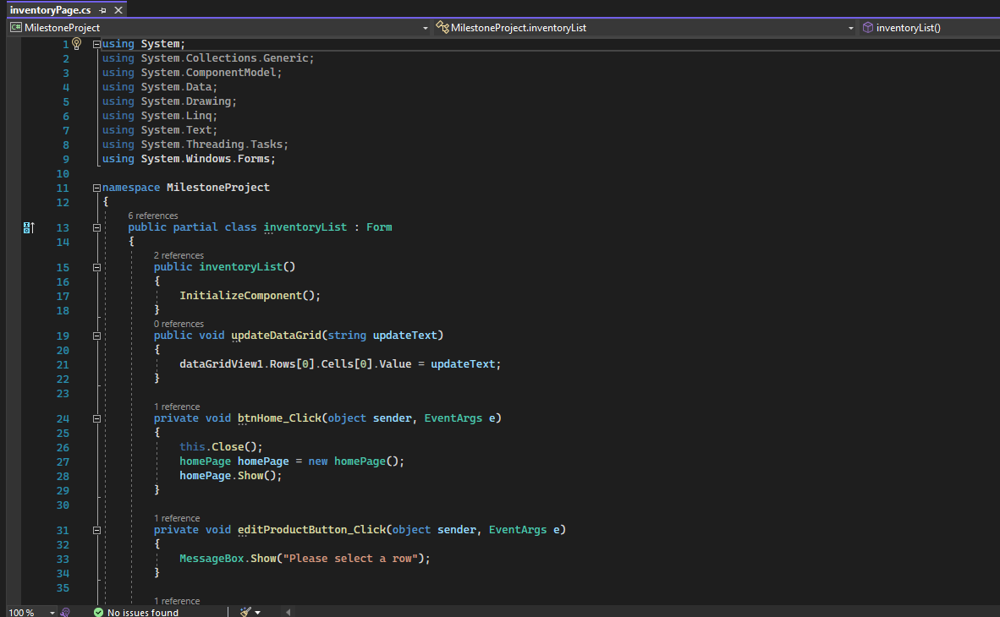 inventoryPage.cs
C# MilestoneProject MilestoneProject.inventoryList inventoryList()
1 using System;
2 using System.Collections.Generic;
3 using System.ComponentModel;
4 using System.Data;
5 using System.Drawing;
6 using System.Linq;
7 using System.Text;
8 using System.Threading.Tasks;
9 using System.Windows.Forms;
10
11 namespace MilestoneProject
12 {
6 references
13 public partial class inventoryList : Form
14 {
2 references
15 public inventoryList()
16 {
17 InitializeComponent();
18 }
0 references
19 public void updateDataGrid(string updateText)
20 {
21 dataGridView1.Rows[0].Cells[0].Value = updateText;
22 }
23
1 reference
24 private void btnHome_Click(object sender, EventArgs e)
25 {
26 this.Close();
27 homePage homePage = new homePage();
28 homePage.Show();
29 }
30
1 reference
31 private void editProductButton_Click(object sender, EventArgs e)
32 {
33 MessageBox.Show("Please select a row");
34 }
35
1 reference
100 % No issues found